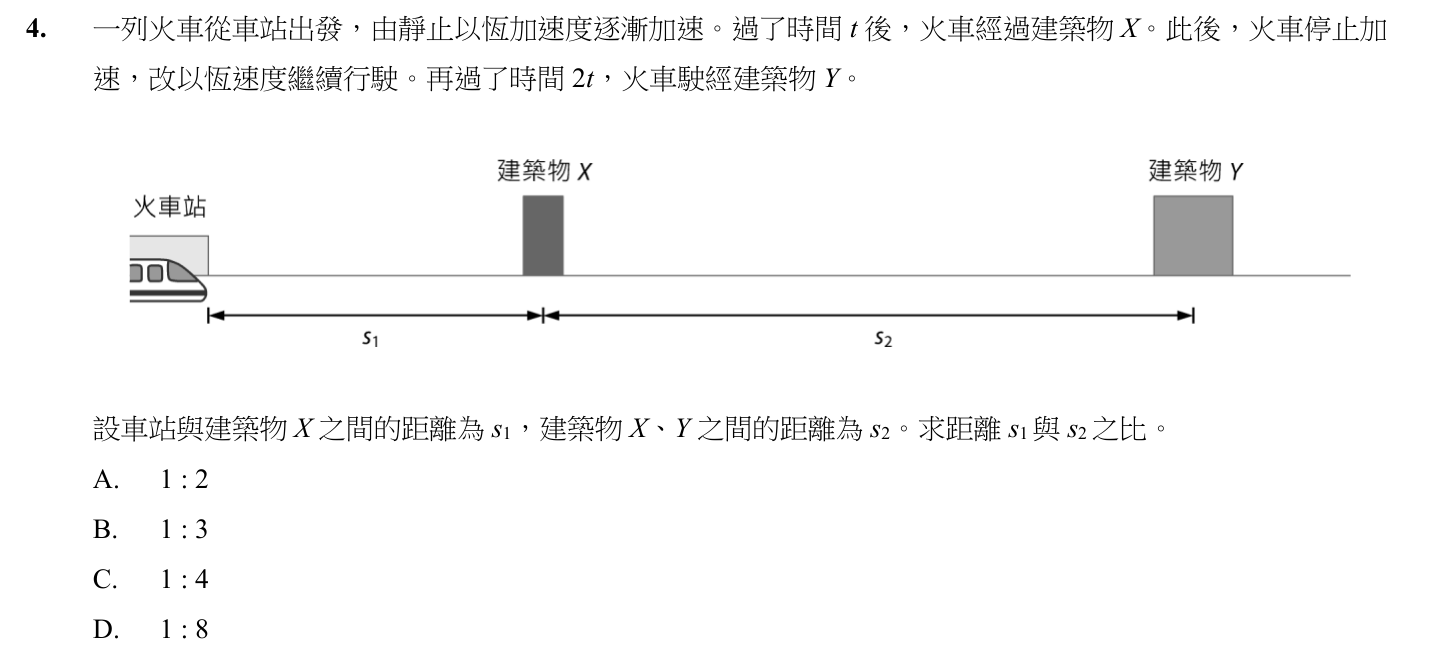 4. 一列火車從車站出發，由靜止以恆加速度逐漸加速。過了時間 t 後，火車經過建築物 X。此後，火車停止加
速，改以恆速度繼續行駛。再過了時間 2t，火車駛經建築物 Y。
建築物 X
建築物 Y
火車站
s₁
s₂
設車站與建築物 X 之間的距離為 s₁，建築物 X、Y 之間的距離為 s₂。求距離 s₁ 與 s₂ 之比。
A. 1 : 2
B. 1 : 3
C. 1 : 4
D. 1 : 8